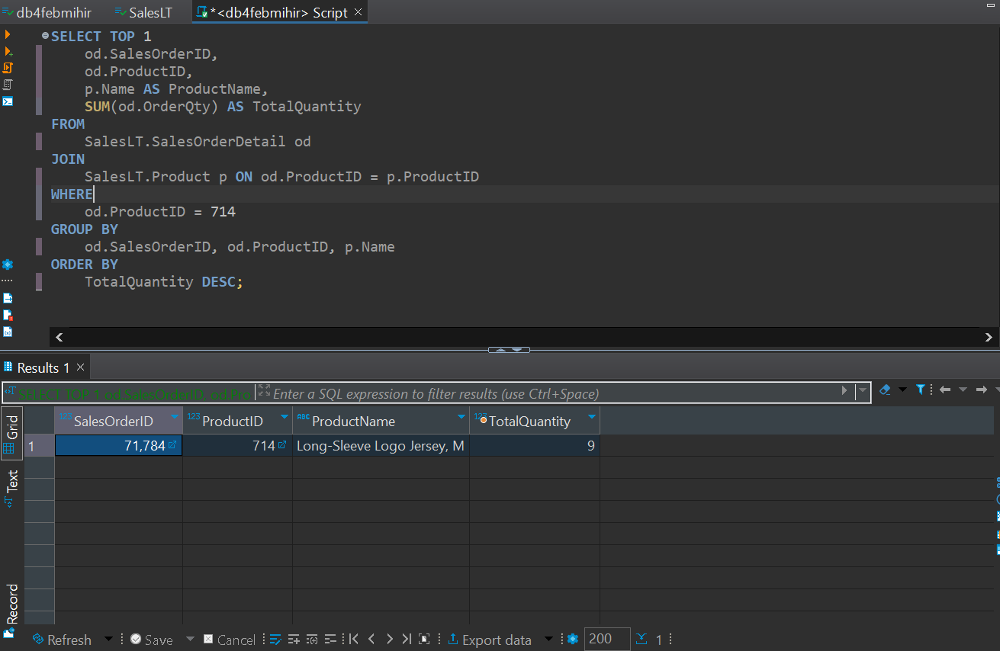 db4febmihir SalesLT *<db4febmihir> Script
SELECT TOP 1
od.SalesOrderID,
od.ProductID,
p.Name AS ProductName,
SUM(od.OrderQty) AS TotalQuantity
FROM
SalesLT.SalesOrderDetail od
JOIN
SalesLT.Product p ON od.ProductID = p.ProductID
WHERE
od.ProductID = 714
GROUP BY
od.SalesOrderID, od.ProductID, p.Name
ORDER BY
TotalQuantity DESC;
Results 1
SELECT TOP 1 od.SalesOrderID, od.Pro Enter a SQL expression to filter results (use Ctrl+Space)
123 SalesOrderID 123 ProductID ABC ProductName 123 TotalQuantity
1 71,784 714 Long-Sleeve Logo Jersey, M 9
Grid
Text
Record
Refresh Save Cancel Export data 200 1